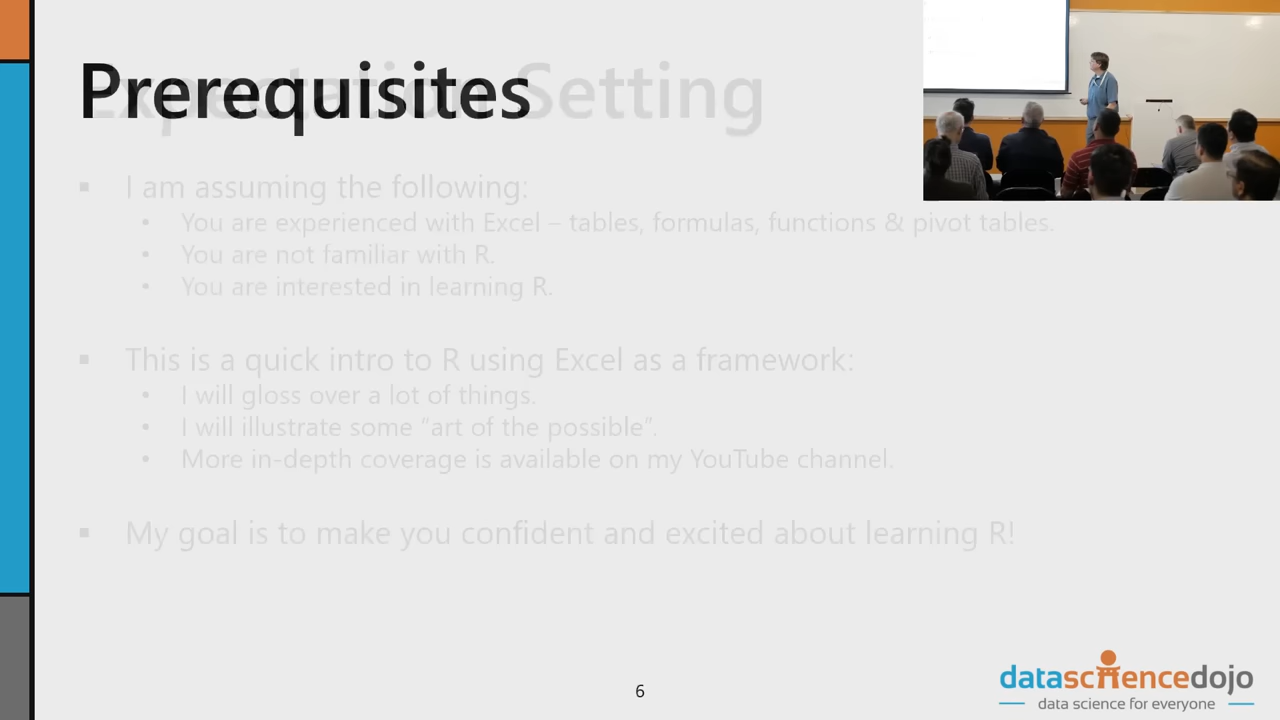 Prerequisites
Expectation Setting
▪ I am assuming the following:
• You are experienced with Excel – tables, formulas, functions & pivot tables.
• You are not familiar with R.
• You are interested in learning R.
▪ This is a quick intro to R using Excel as a framework:
• I will gloss over a lot of things.
• I will illustrate some “art of the possible”.
• More in-depth coverage is available on my YouTube channel.
▪ My goal is to make you confident and excited about learning R!
6
datasciencedojo
data science for everyone